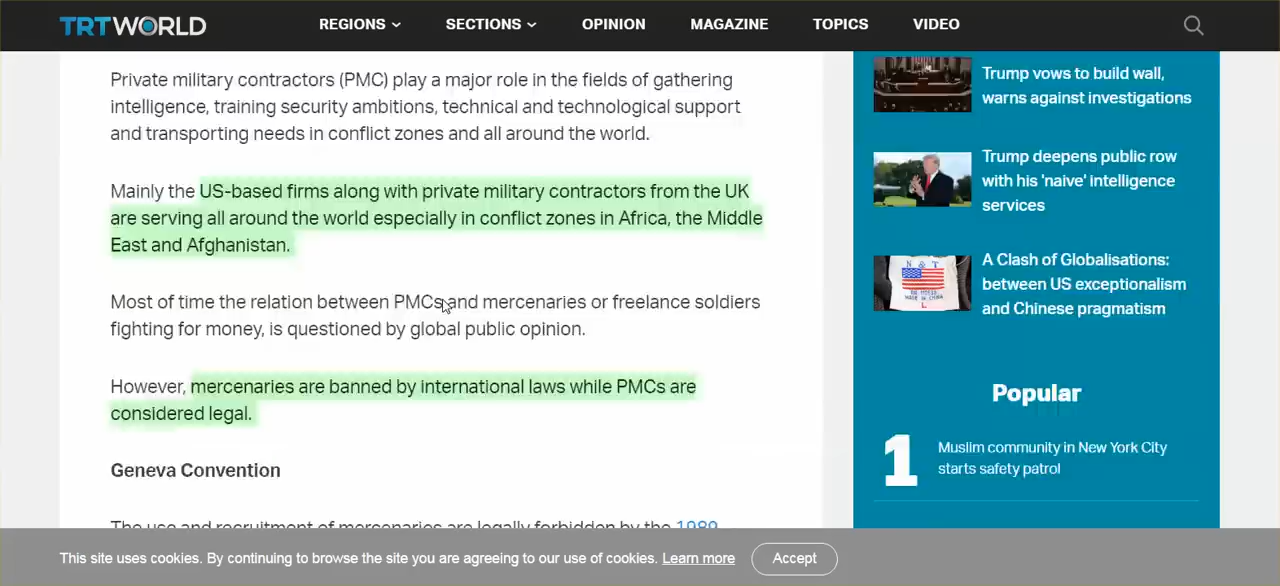 TRTWORLD
REGIONS
SECTIONS
OPINION
MAGAZINE
TOPICS
VIDEO
Private military contractors (PMC) play a major role in the fields of gathering
intelligence, training security ambitions, technical and technological support
and transporting needs in conflict zones and all around the world.
Mainly the US-based firms along with private military contractors from the UK
are serving all around the world especially in conflict zones in Africa, the Middle
East and Afghanistan.
Most of time the relation between PMCs and mercenaries or freelance soldiers
fighting for money, is questioned by global public opinion.
However, mercenaries are banned by international laws while PMCs are
considered legal.
Geneva Convention
The use and recruitment of mercenaries are legally forbidden by the 1989
Trump vows to build wall,
warns against investigations
Trump deepens public row
with his 'naive' intelligence
services
N & T
MADE IN CHINA
A Clash of Globalisations:
between US exceptionalism
and Chinese pragmatism
Popular
1
Muslim community in New York City
starts safety patrol
This site uses cookies. By continuing to browse the site you are agreeing to our use of cookies. Learn more
Accept